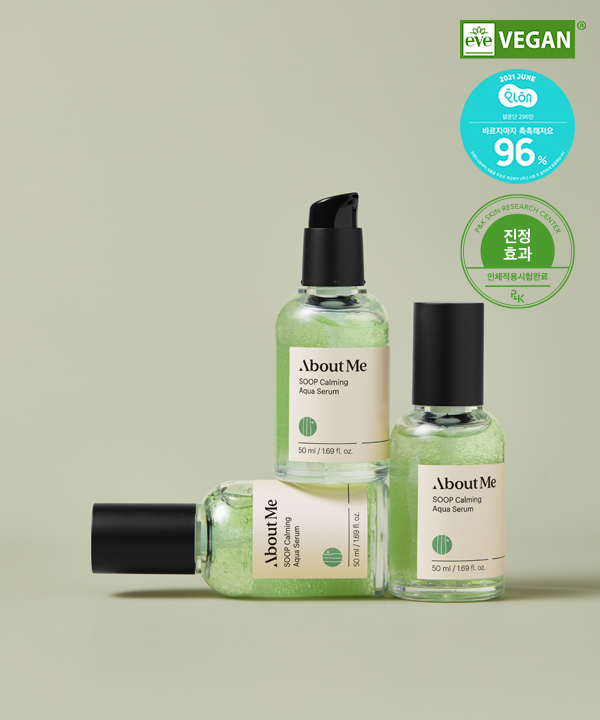 eve VEGAN®
2021 JUNE
설문단 296인
바르자마자 촉촉해져요
96%
P&K SKIN RESEARCH CENTER
진정
효과
인체적용시험완료
P&K
About Me
SOOP Calming
Aqua Serum
50 ml / 1.69 fl. oz.
About Me
SOOP Calming
Aqua Serum
50 ml / 1.69 fl. oz.
About Me
SOOP Calming
Aqua Serum
50 ml / 1.69 fl. oz.